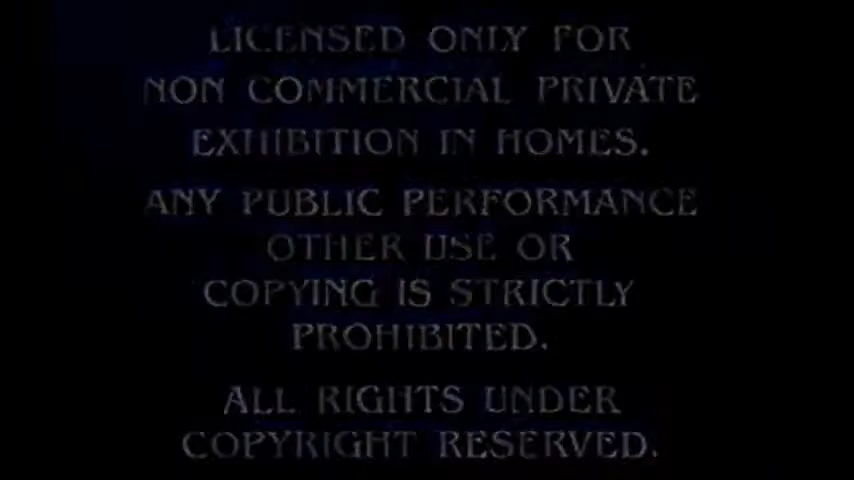 LICENSED ONLY FOR
NON COMMERCIAL PRIVATE
EXHIBITION IN HOMES.
ANY PUBLIC PERFORMANCE
OTHER USE OR
COPYING IS STRICTLY
PROHIBITED.
ALL RIGHTS UNDER
COPYRIGHT RESERVED.